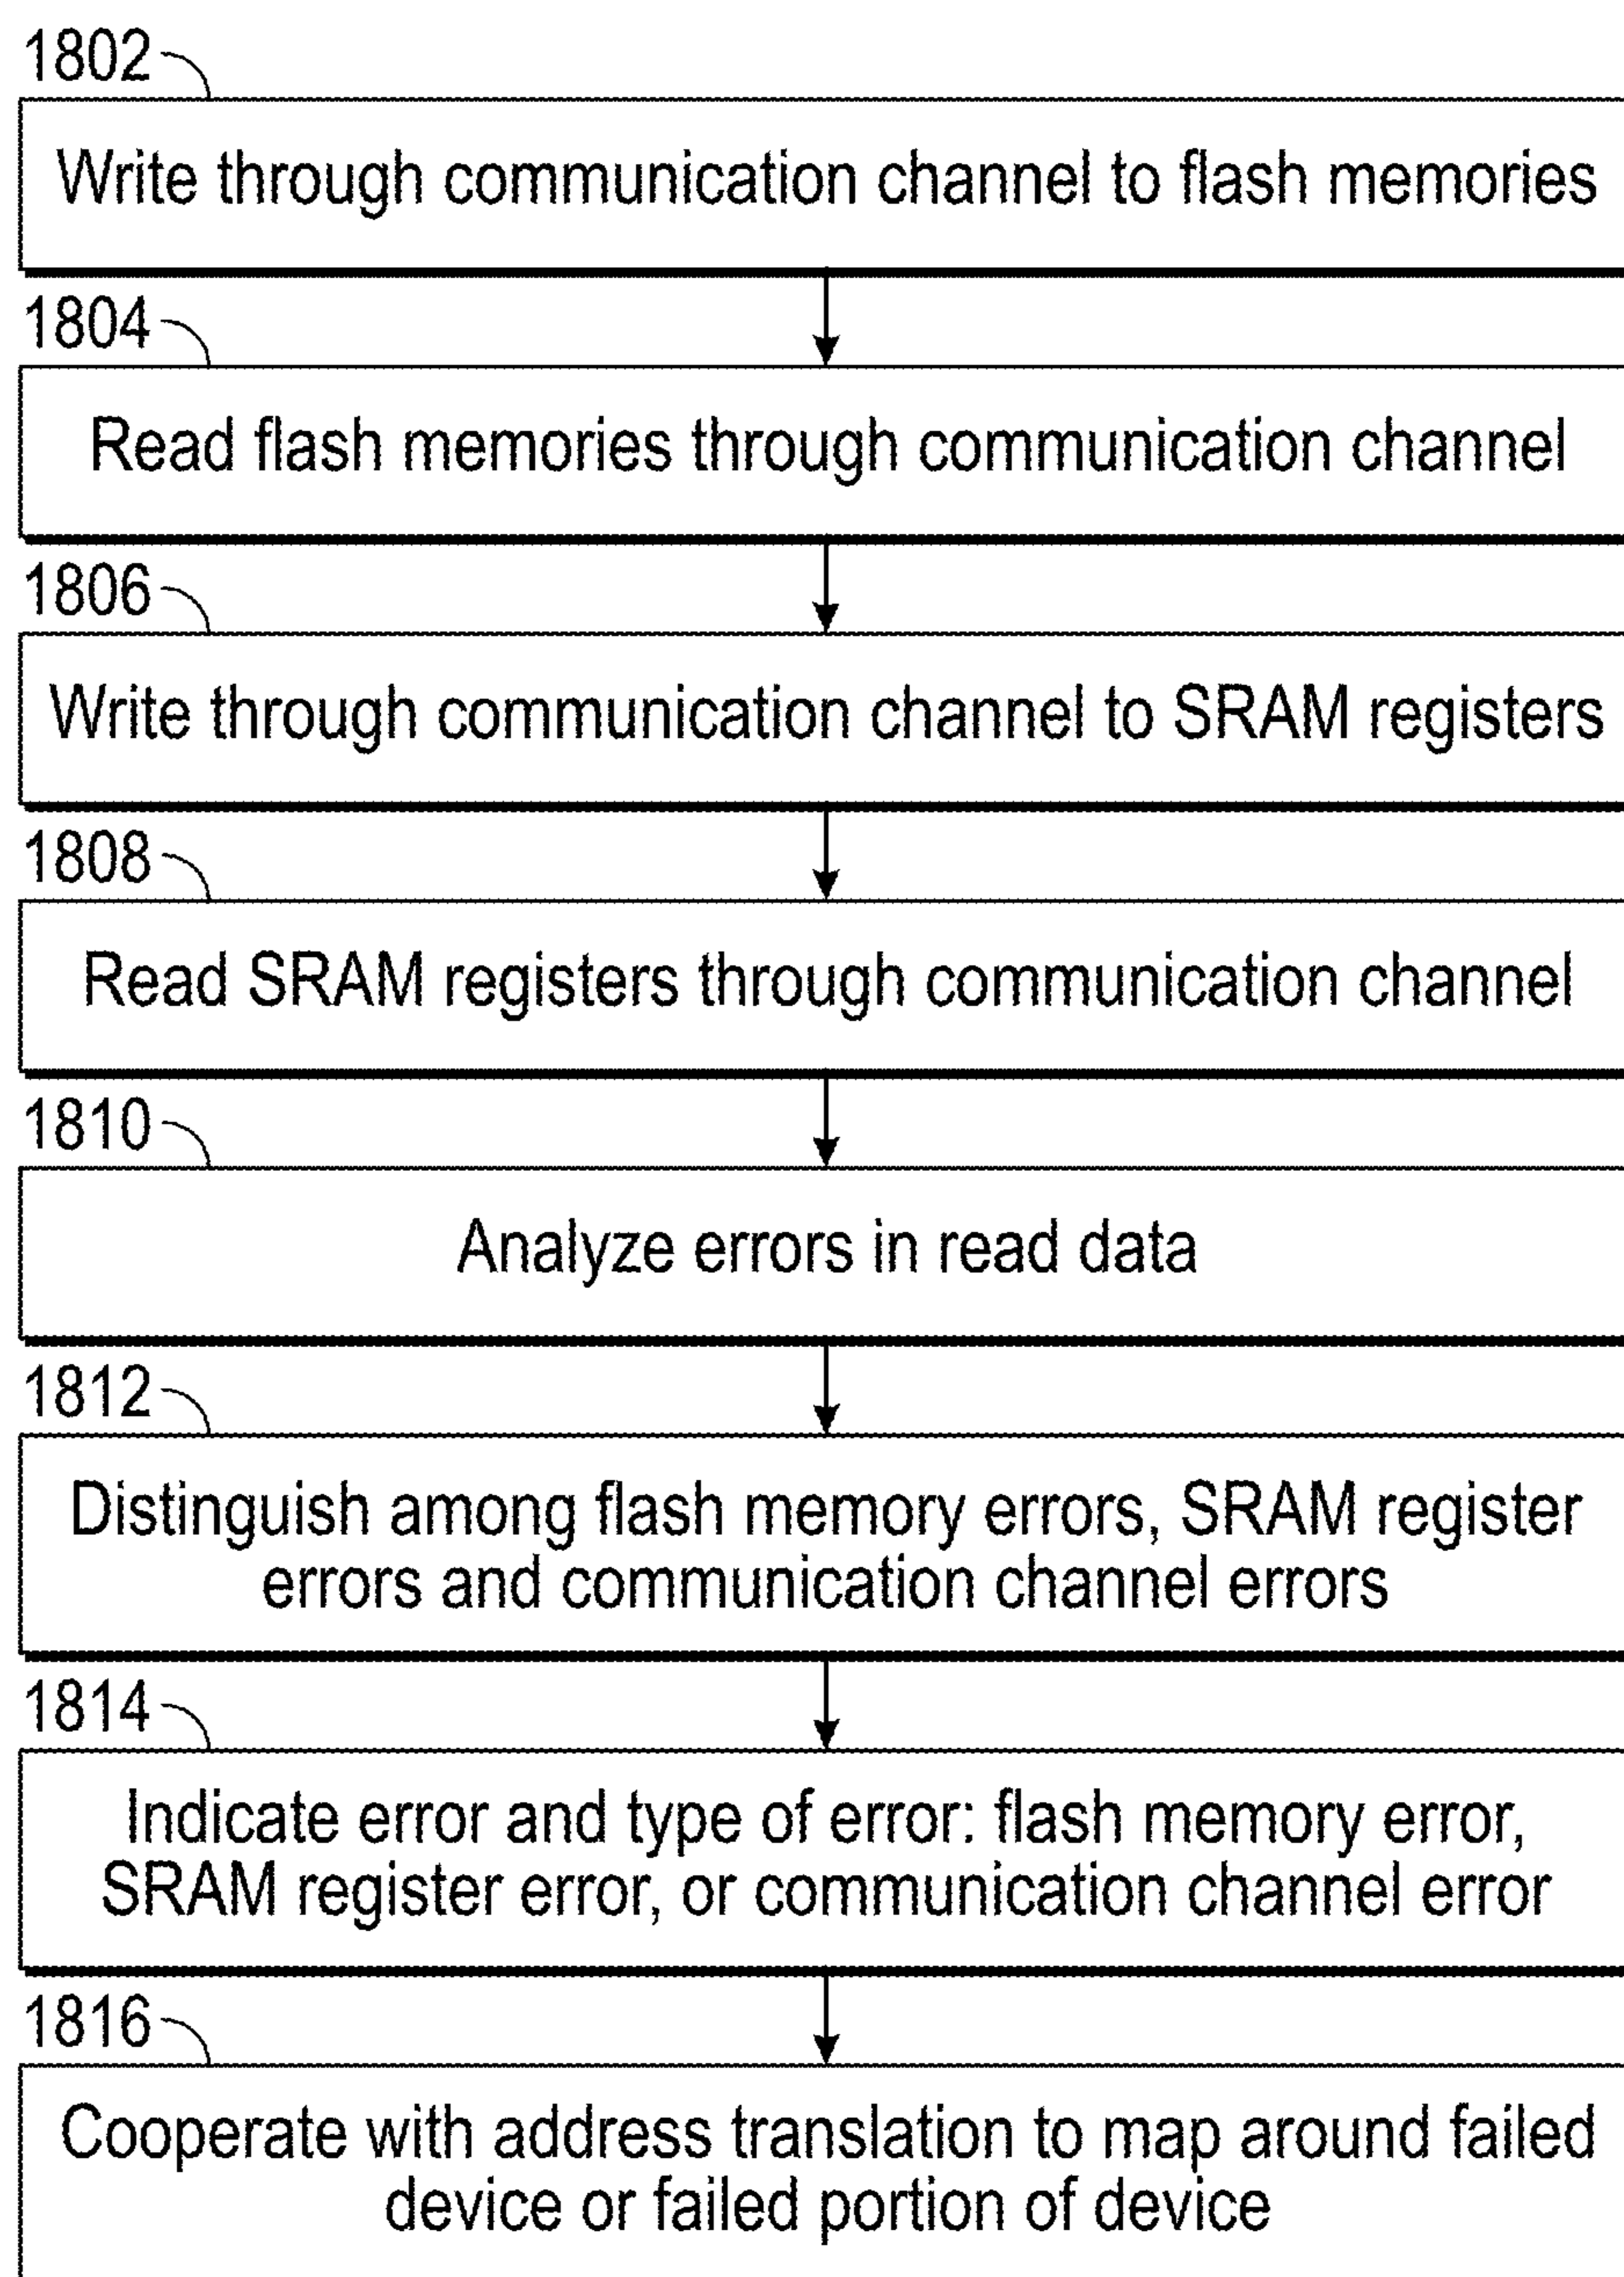 1802
Write through communication channel to flash memories
1804
Read flash memories through communication channel
1806
Write through communication channel to SRAM registers
1808
Read SRAM registers through communication channel
1810
Analyze errors in read data
1812
Distinguish among flash memory errors, SRAM register
errors and communication channel errors
1814
Indicate error and type of error: flash memory error,
SRAM register error, or communication channel error
1816
Cooperate with address translation to map around failed
device or failed portion of device